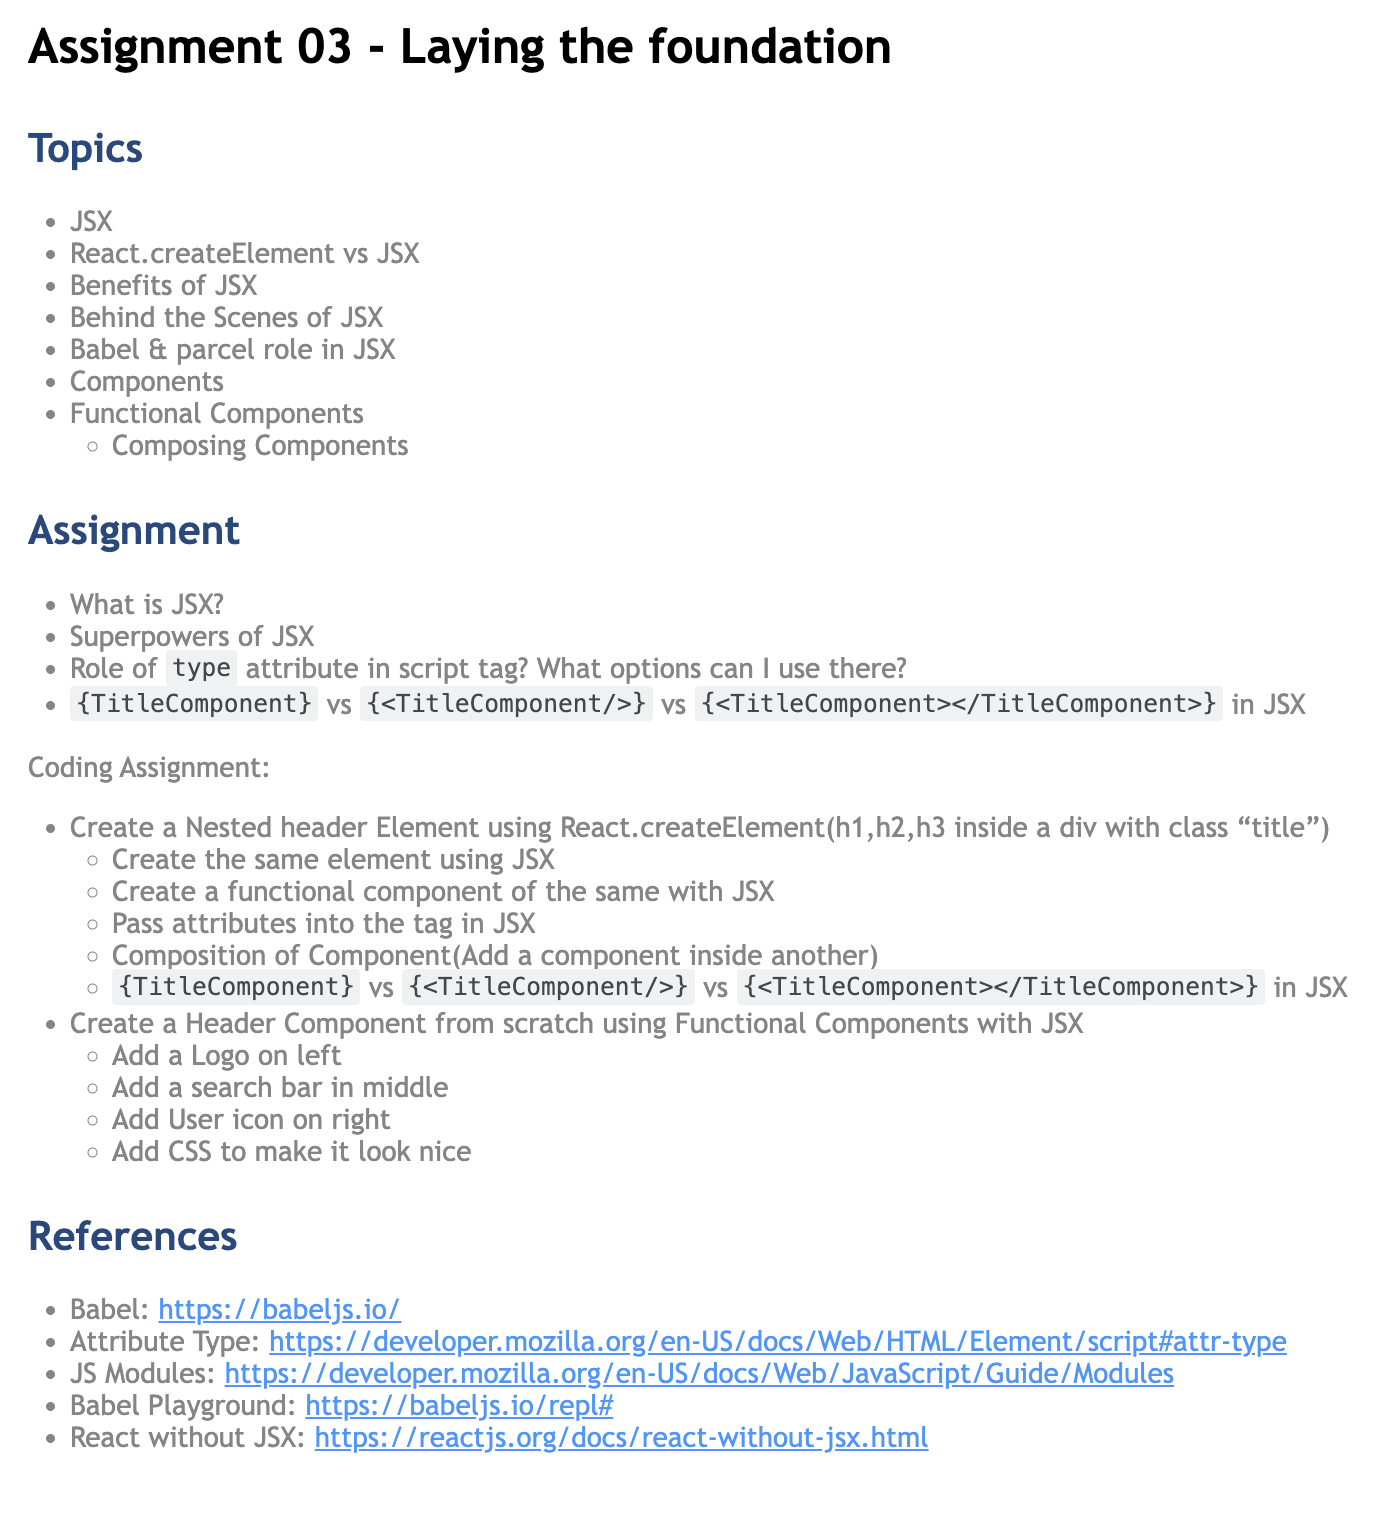 Assignment 03 - Laying the foundation
Topics
JSX
React.createElement vs JSX
Benefits of JSX
Behind the Scenes of JSX
Babel & parcel role in JSX
Components
Functional Components
Composing Components
Assignment
What is JSX?
Superpowers of JSX
Role of type attribute in script tag? What options can I use there?
{TitleComponent} vs {<TitleComponent/>} vs {<TitleComponent></TitleComponent>} in JSX
Coding Assignment:
Create a Nested header Element using React.createElement(h1,h2,h3 inside a div with class “title”)
Create the same element using JSX
Create a functional component of the same with JSX
Pass attributes into the tag in JSX
Composition of Component(Add a component inside another)
{TitleComponent} vs {<TitleComponent/>} vs {<TitleComponent></TitleComponent>} in JSX
Create a Header Component from scratch using Functional Components with JSX
Add a Logo on left
Add a search bar in middle
Add User icon on right
Add CSS to make it look nice
References
Babel: https://babeljs.io/
Attribute Type: https://developer.mozilla.org/en-US/docs/Web/HTML/Element/script#attr-type
JS Modules: https://developer.mozilla.org/en-US/docs/Web/JavaScript/Guide/Modules
Babel Playground: https://babeljs.io/repl#
React without JSX: https://reactjs.org/docs/react-without-jsx.html